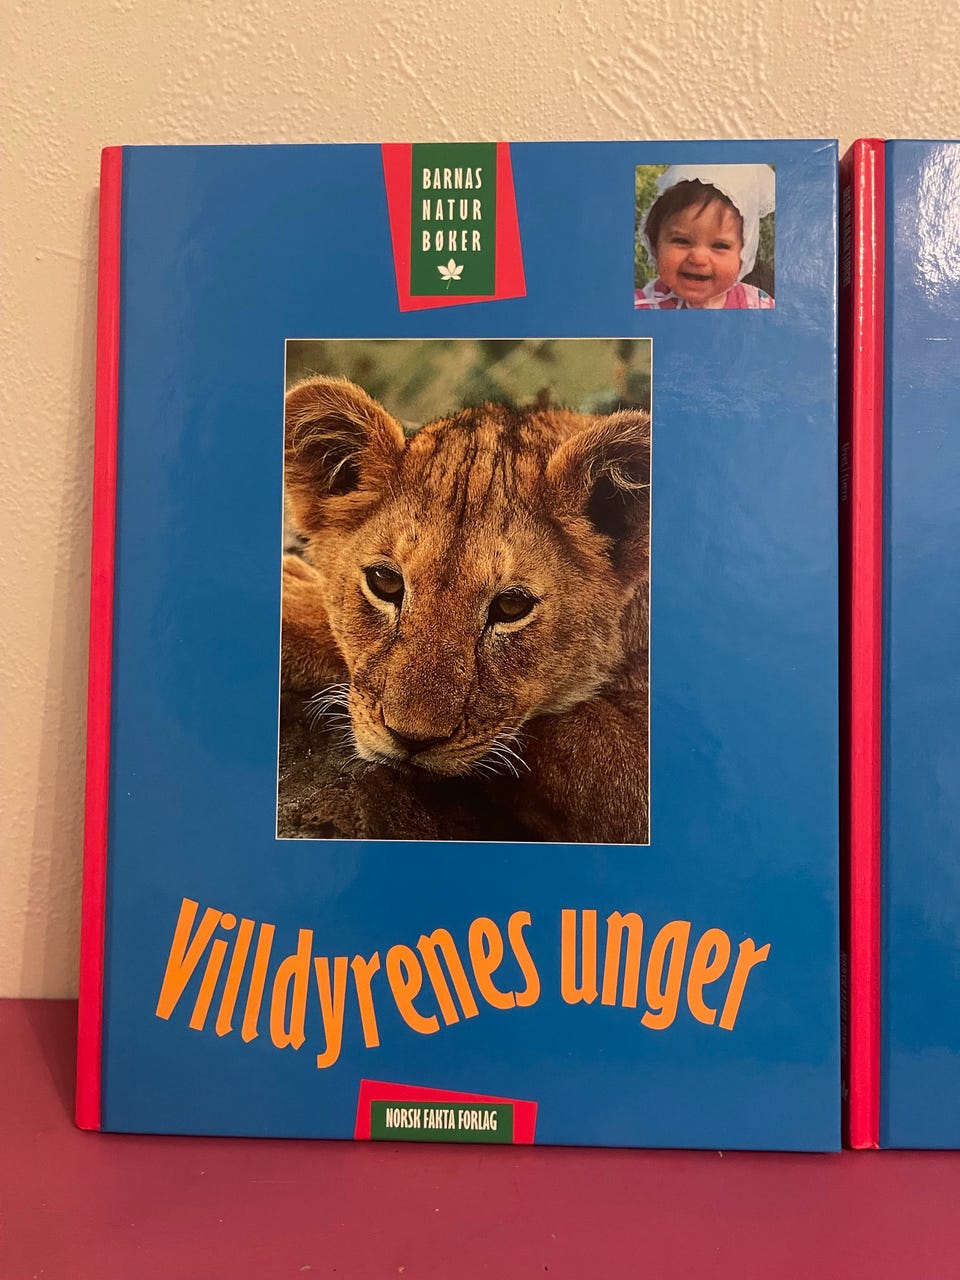 BARNAS
NATUR
BØKER
Villdyrenes unger
NORSK FAKTA FORLAG